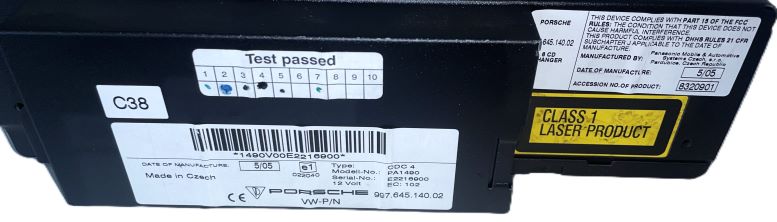 Test passed
1 2 3 4 5 6 7 8 9 10
C38
*1490V00E2216900*
DATE OF MANUFACTURE: 5/05 e1
022040
Made in Czech
Type: CDC 4
Model-No.: PA1490
Serial-No.: E2216900
12 Volt EC: 102
CE PORSCHE 997.645.140.02
VW-P/N
PORSCHE
.645.140.02
CD
HANGER
THIS DEVICE COMPLIES WITH PART 15 OF THE FCC
RULES: THE CONDITION THAT THIS DEVICE DOES NOT
CAUSE HARMFUL INTERFERENCE.
THIS PRODUCT COMPLIES WITH DHHS RULES 21 CFR
SUBCHAPTER J APPLICABLE TO THE DATE OF
MANUFACTURE.
MANUFACTURED BY: Panasonic Mobile & Automotive
Systems Czech, s.r.o.
Pardubice, Czech Republic
DATE OF MANUFACTURE: 5/05
ACCESSION NO. OF PRODUCT: 8320901
CLASS 1
LASER PRODUCT